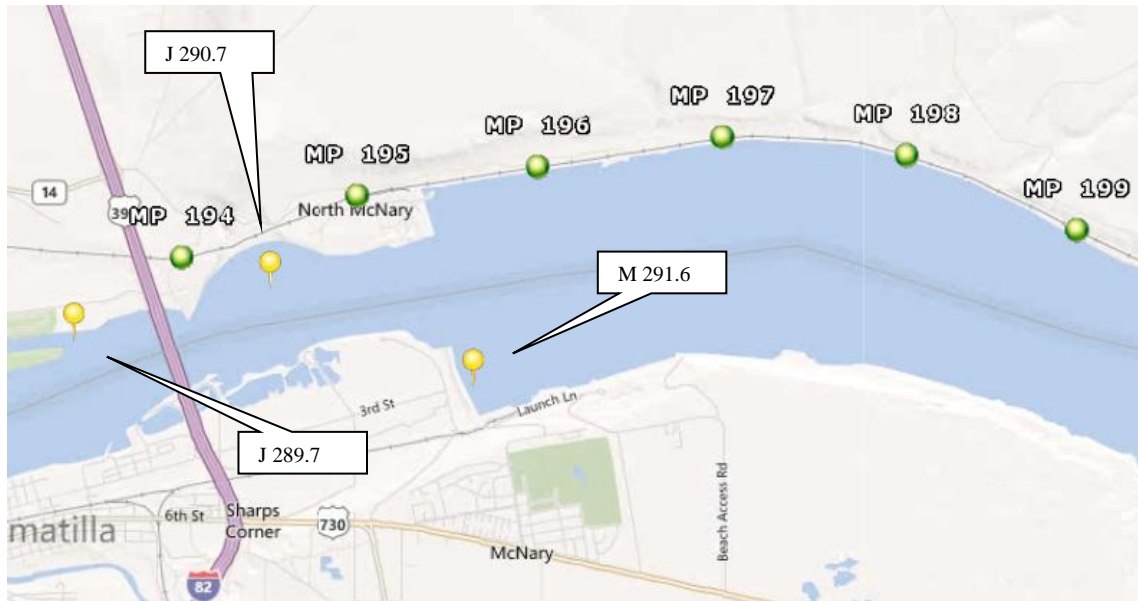 J 290.7
MP 197
MP 196
MP 198
MP 195
14
395
MP 194
North McNary
MP 199
M 291.6
3rd St
Launch Ln
J 289.7
Beach Access Rd
6th St
Sharps
Corner
730
matilla
McNary
82